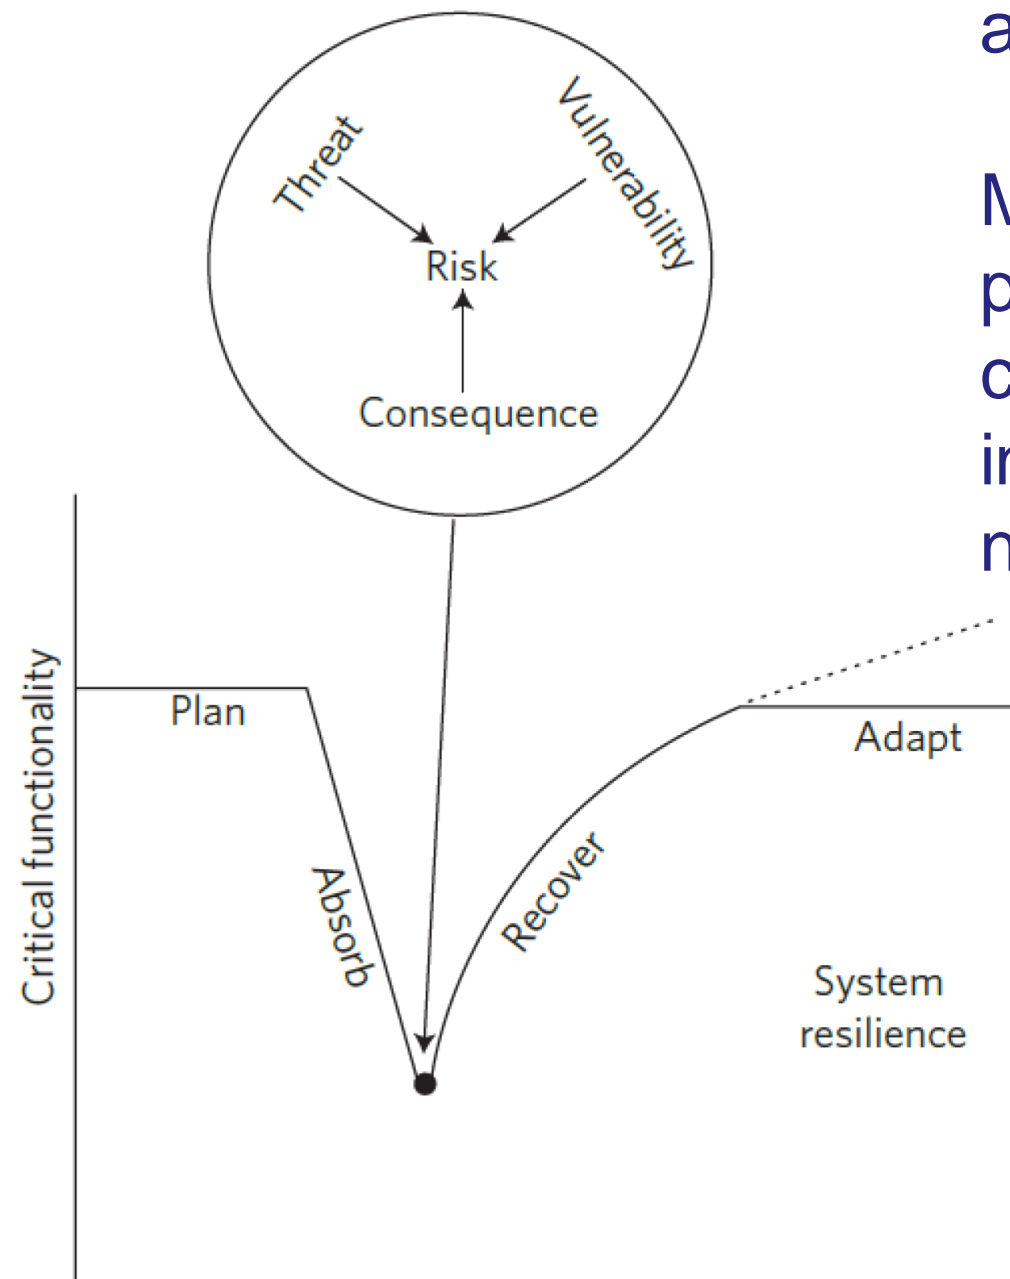 Threat
Vulnerability
Risk
Consequence
Critical functionality
Plan
Absorb
Recover
Adapt
System
resilience